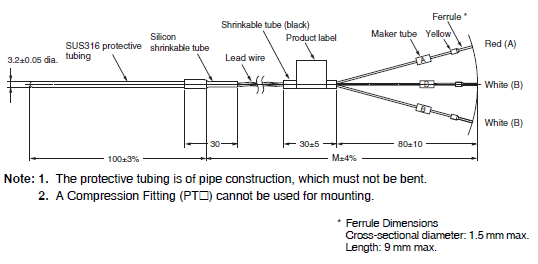 Ferrule *
Shrinkable tube (black)
Silicon
shrinkable tube
Product label
Maker tube
Yellow
Red (A)
SUS316 protective
tubing
Lead wire
3.2±0.05 dia.
A
B
White (B)
B
White (B)
30
30±5
80±10
100±3%
M±4%
Note: 1. The protective tubing is of pipe construction, which must not be bent.
2. A Compression Fitting (PT□) cannot be used for mounting.
* Ferrule Dimensions
Cross-sectional diameter: 1.5 mm max.
Length: 9 mm max.